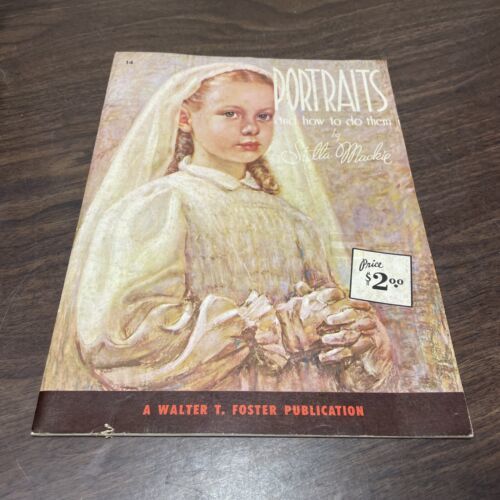 14
PORTRAITS
and how to do them
by
Stella Mackie
Price
$2.00
A WALTER T. FOSTER PUBLICATION